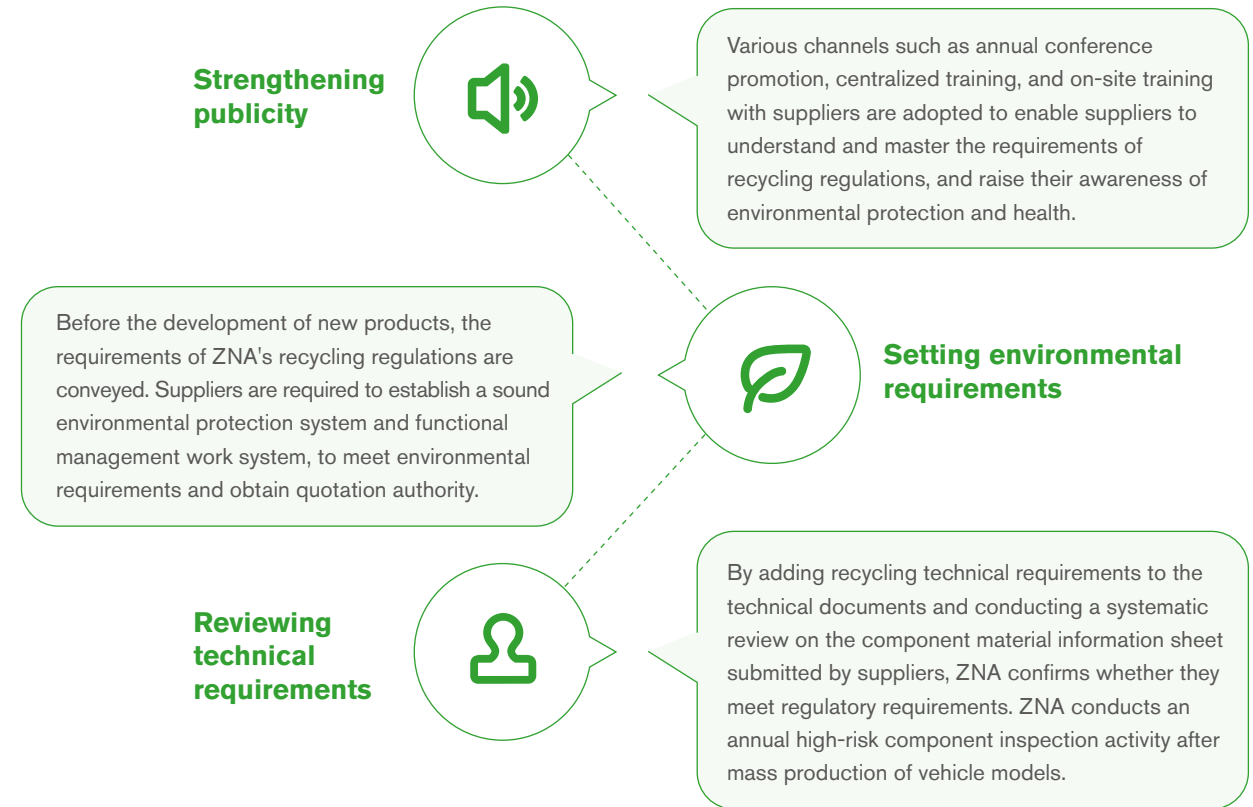 Strengthening
publicity
Various channels such as annual conference
promotion, centralized training, and on-site training
with suppliers are adopted to enable suppliers to
understand and master the requirements of
recycling regulations, and raise their awareness of
environmental protection and health.
Before the development of new products, the
requirements of ZNA's recycling regulations are
conveyed. Suppliers are required to establish a sound
environmental protection system and functional
management work system, to meet environmental
requirements and obtain quotation authority.
Setting environmental
requirements
Reviewing
technical
requirements
By adding recycling technical requirements to the
technical documents and conducting a systematic
review on the component material information sheet
submitted by suppliers, ZNA confirms whether they
meet regulatory requirements. ZNA conducts an
annual high-risk component inspection activity after
mass production of vehicle models.